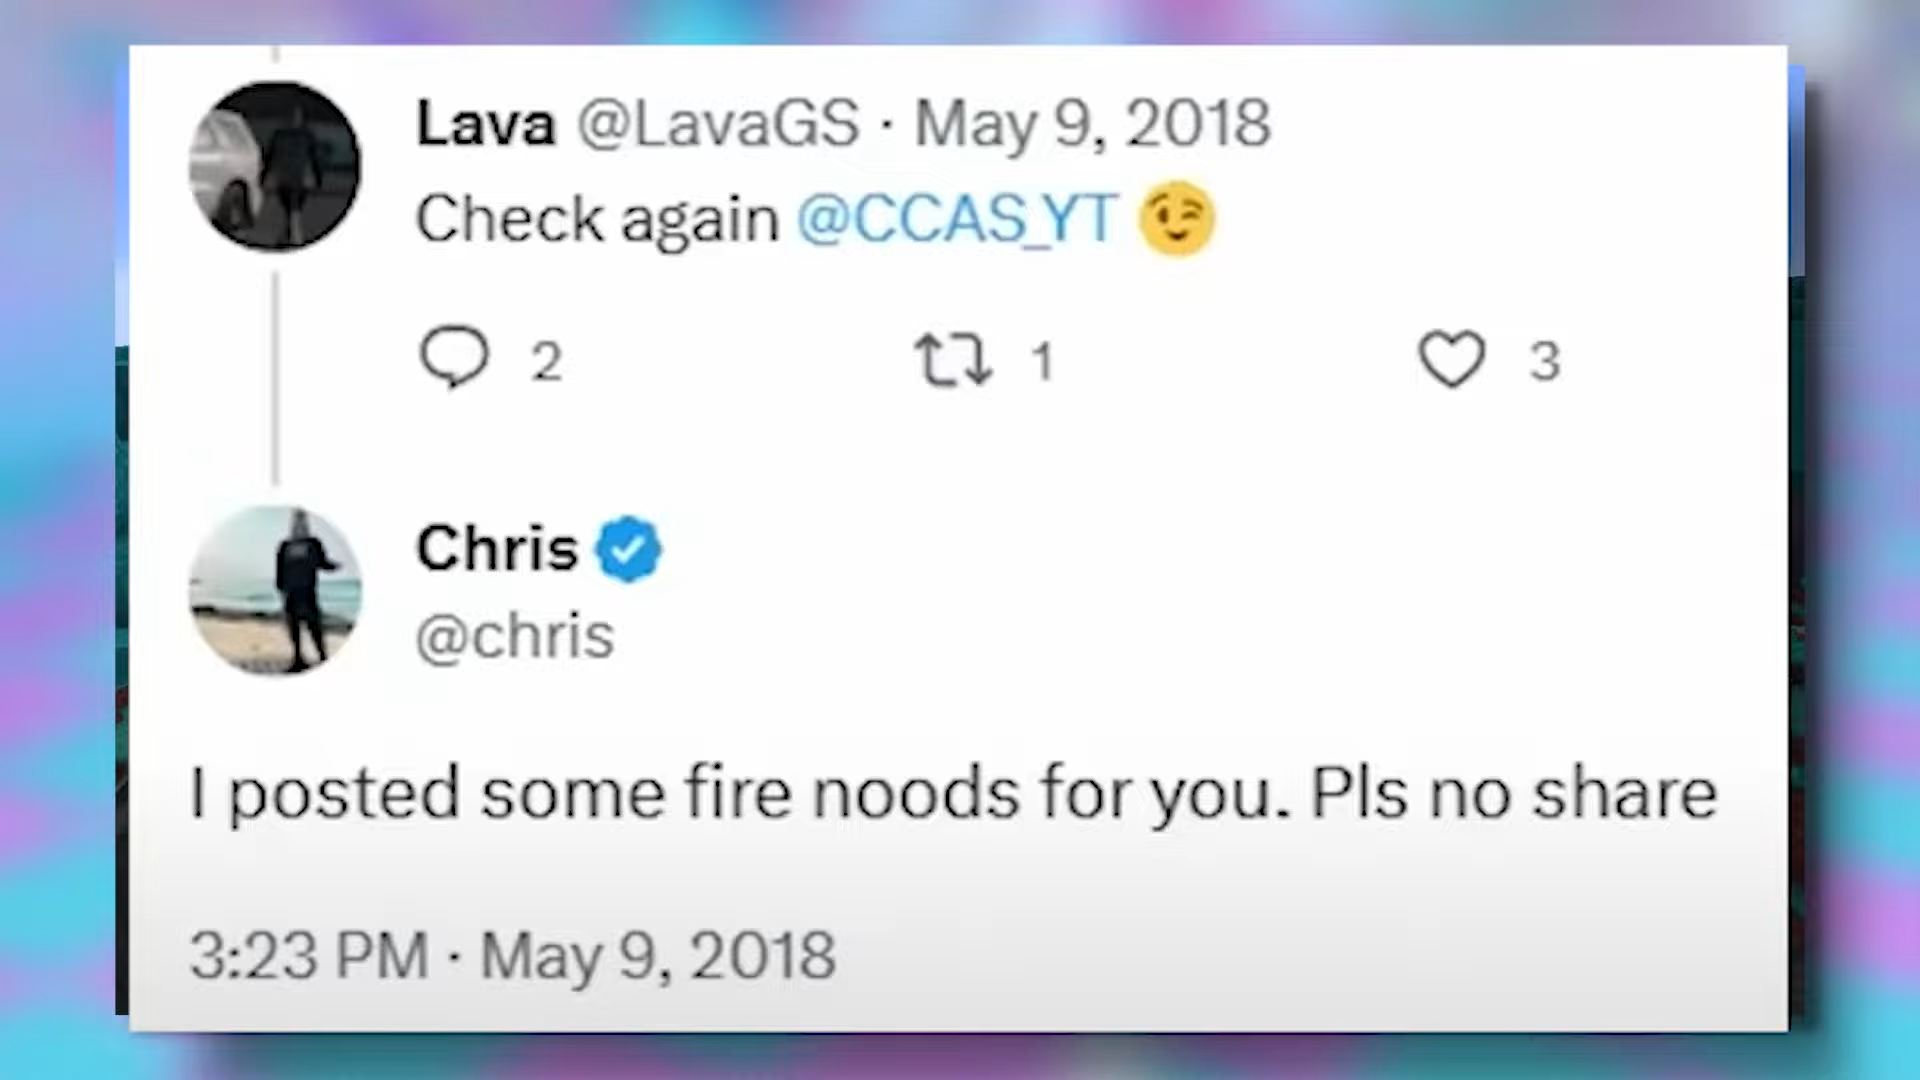 Lava @LavaGS · May 9, 2018
Check again @CCAS_YT 😉
2 1 3
Chris
@chris
I posted some fire noods for you. Pls no share
3:23 PM · May 9, 2018